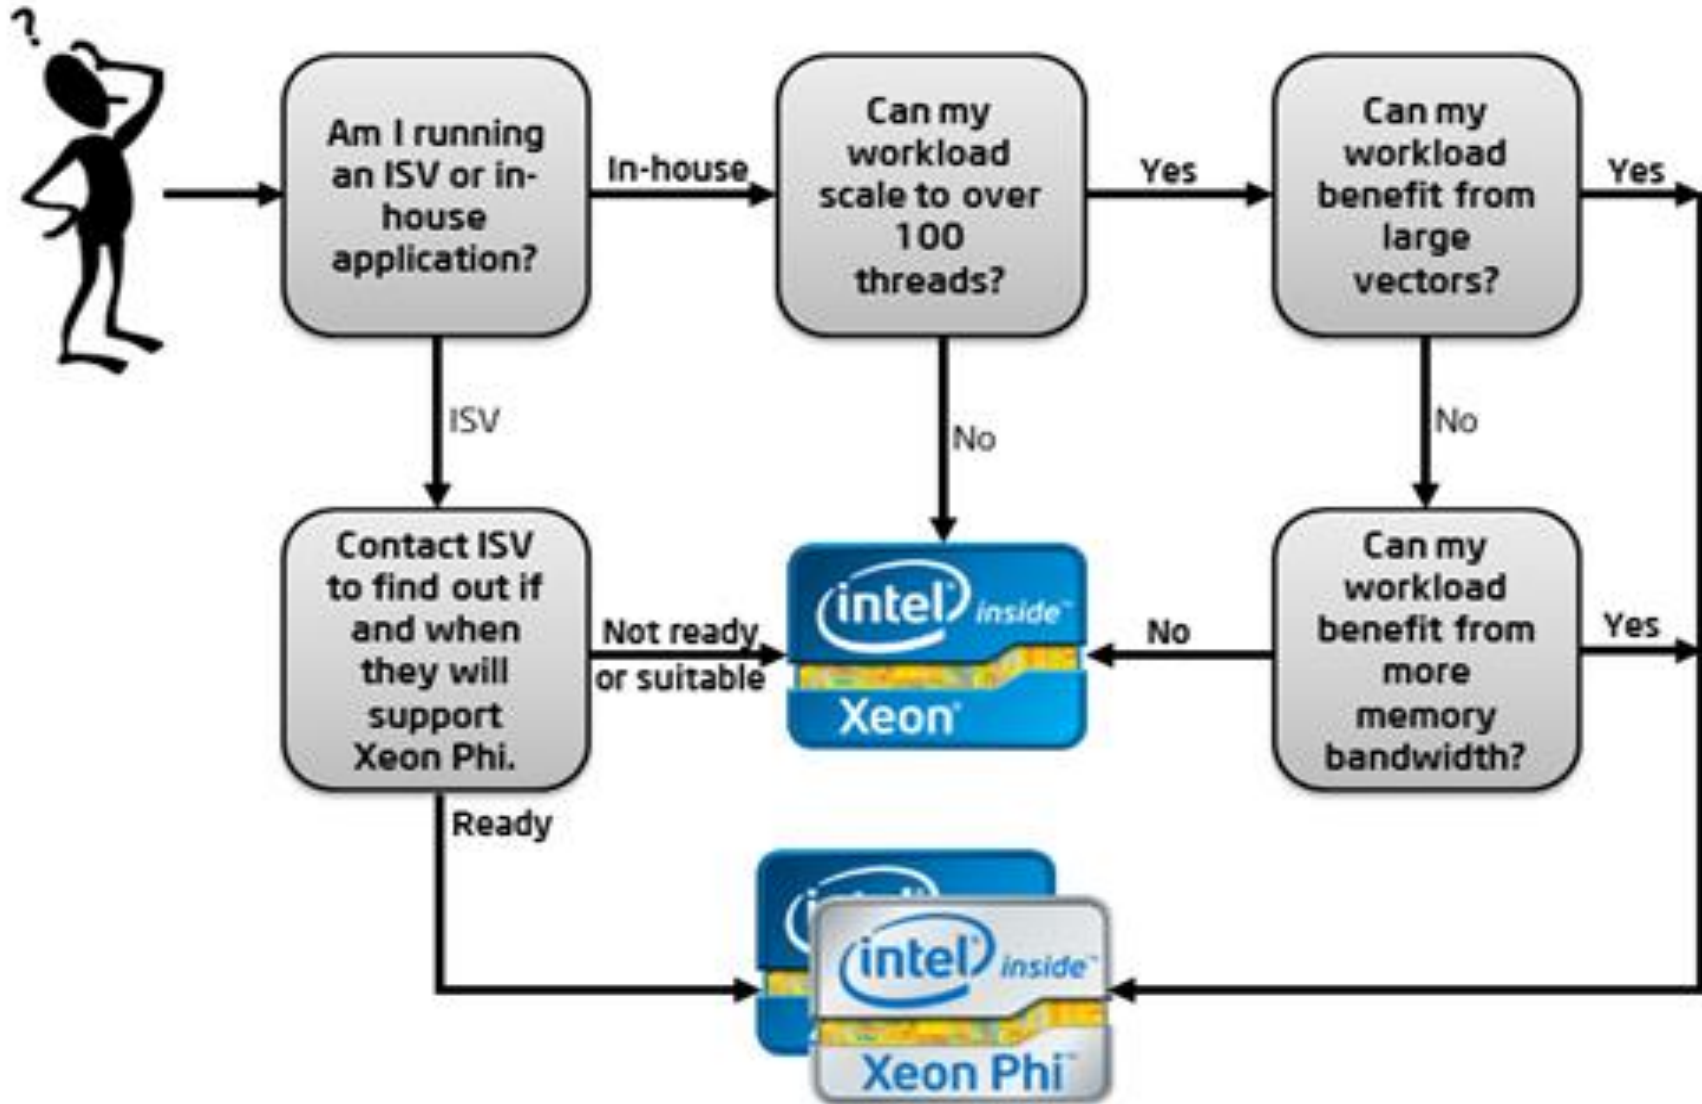 ?
Am I running
an ISV or in-
house
application?
In-house
Can my
workload
scale to over
100
threads?
Yes
Can my
workload
benefit from
large
vectors?
Yes
ISV
No
No
Contact ISV
to find out if
and when
they will
support
Xeon Phi.
Not ready
or suitable
intel inside™
Xeon®
No
Can my
workload
benefit from
more
memory
bandwidth?
Yes
Ready
intel inside™
Xeon Phi™